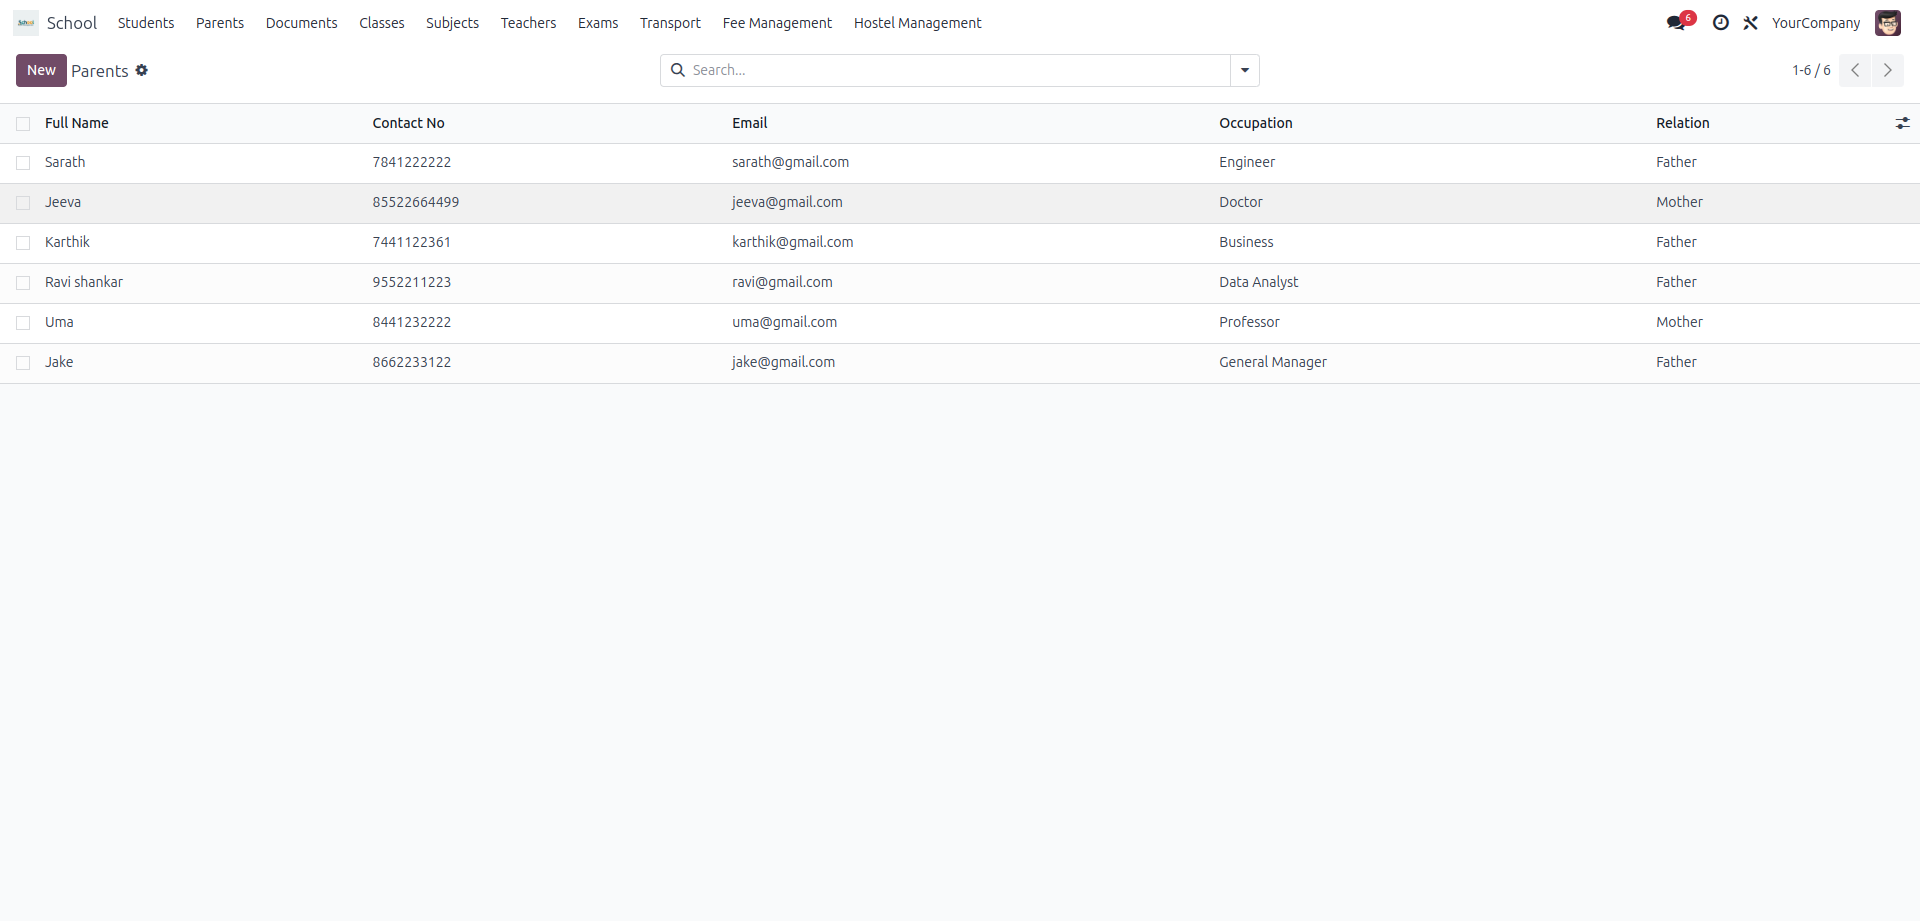 School Students Parents Documents Classes Subjects Teachers Exams Transport Fee Management Hostel Management 6 YourCompany
New Parents Search... 1-6 / 6
Full Name Contact No Email Occupation Relation
Sarath 7841222222 sarath@gmail.com Engineer Father
Jeeva 85522664499 jeeva@gmail.com Doctor Mother
Karthik 7441122361 karthik@gmail.com Business Father
Ravi shankar 9552211223 ravi@gmail.com Data Analyst Father
Uma 8441232222 uma@gmail.com Professor Mother
Jake 8662233122 jake@gmail.com General Manager Father